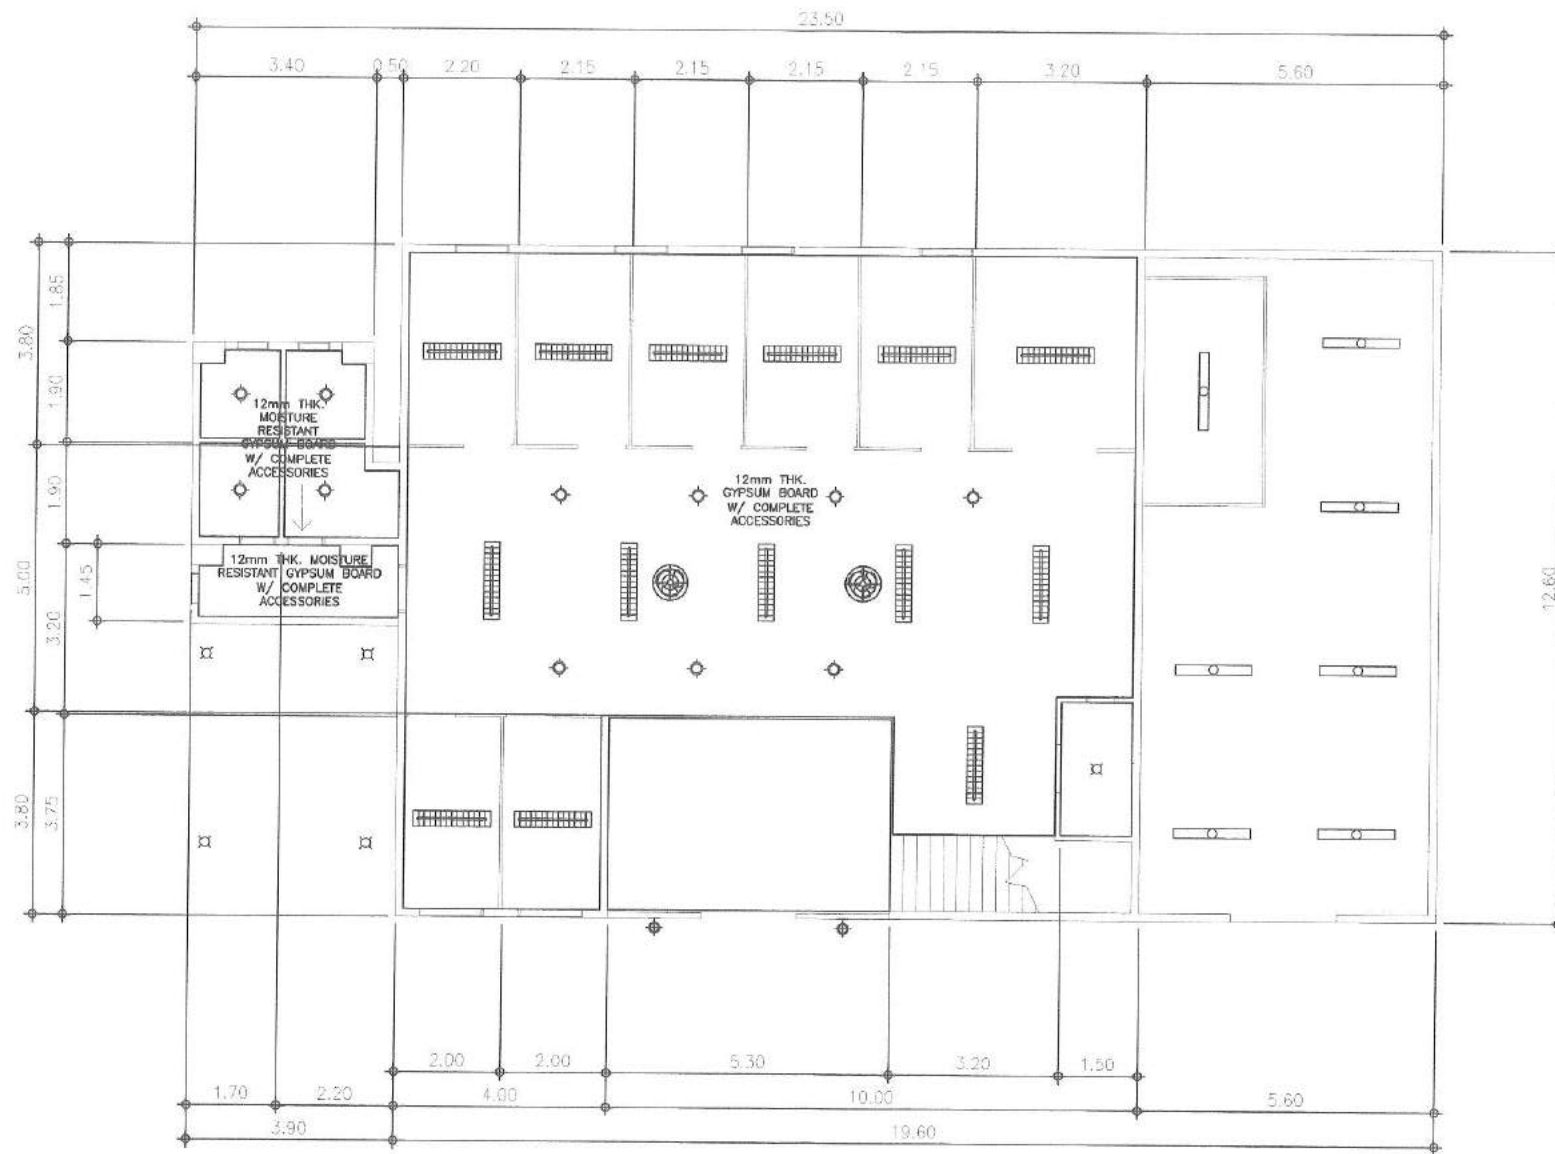 23.50
3.40 0.50 2.20 2.15 2.15 2.15 2.15 3.20 5.60
1.85
3.80
1.90
12mm THK.
MOISTURE
RESISTANT
GYPSUM BOARD
W/ COMPLETE
ACCESSORIES
12mm THK.
GYPSUM BOARD
W/ COMPLETE
ACCESSORIES
1.90
12mm THK. MOISTURE
RESISTANT GYPSUM BOARD
W/ COMPLETE
ACCESSORIES
5.00
1.45
3.20
12.60
3.80
3.75
2.00 2.00 5.30 3.20 1.50
1.70 2.20 4.00 10.00 5.60
3.90 19.60